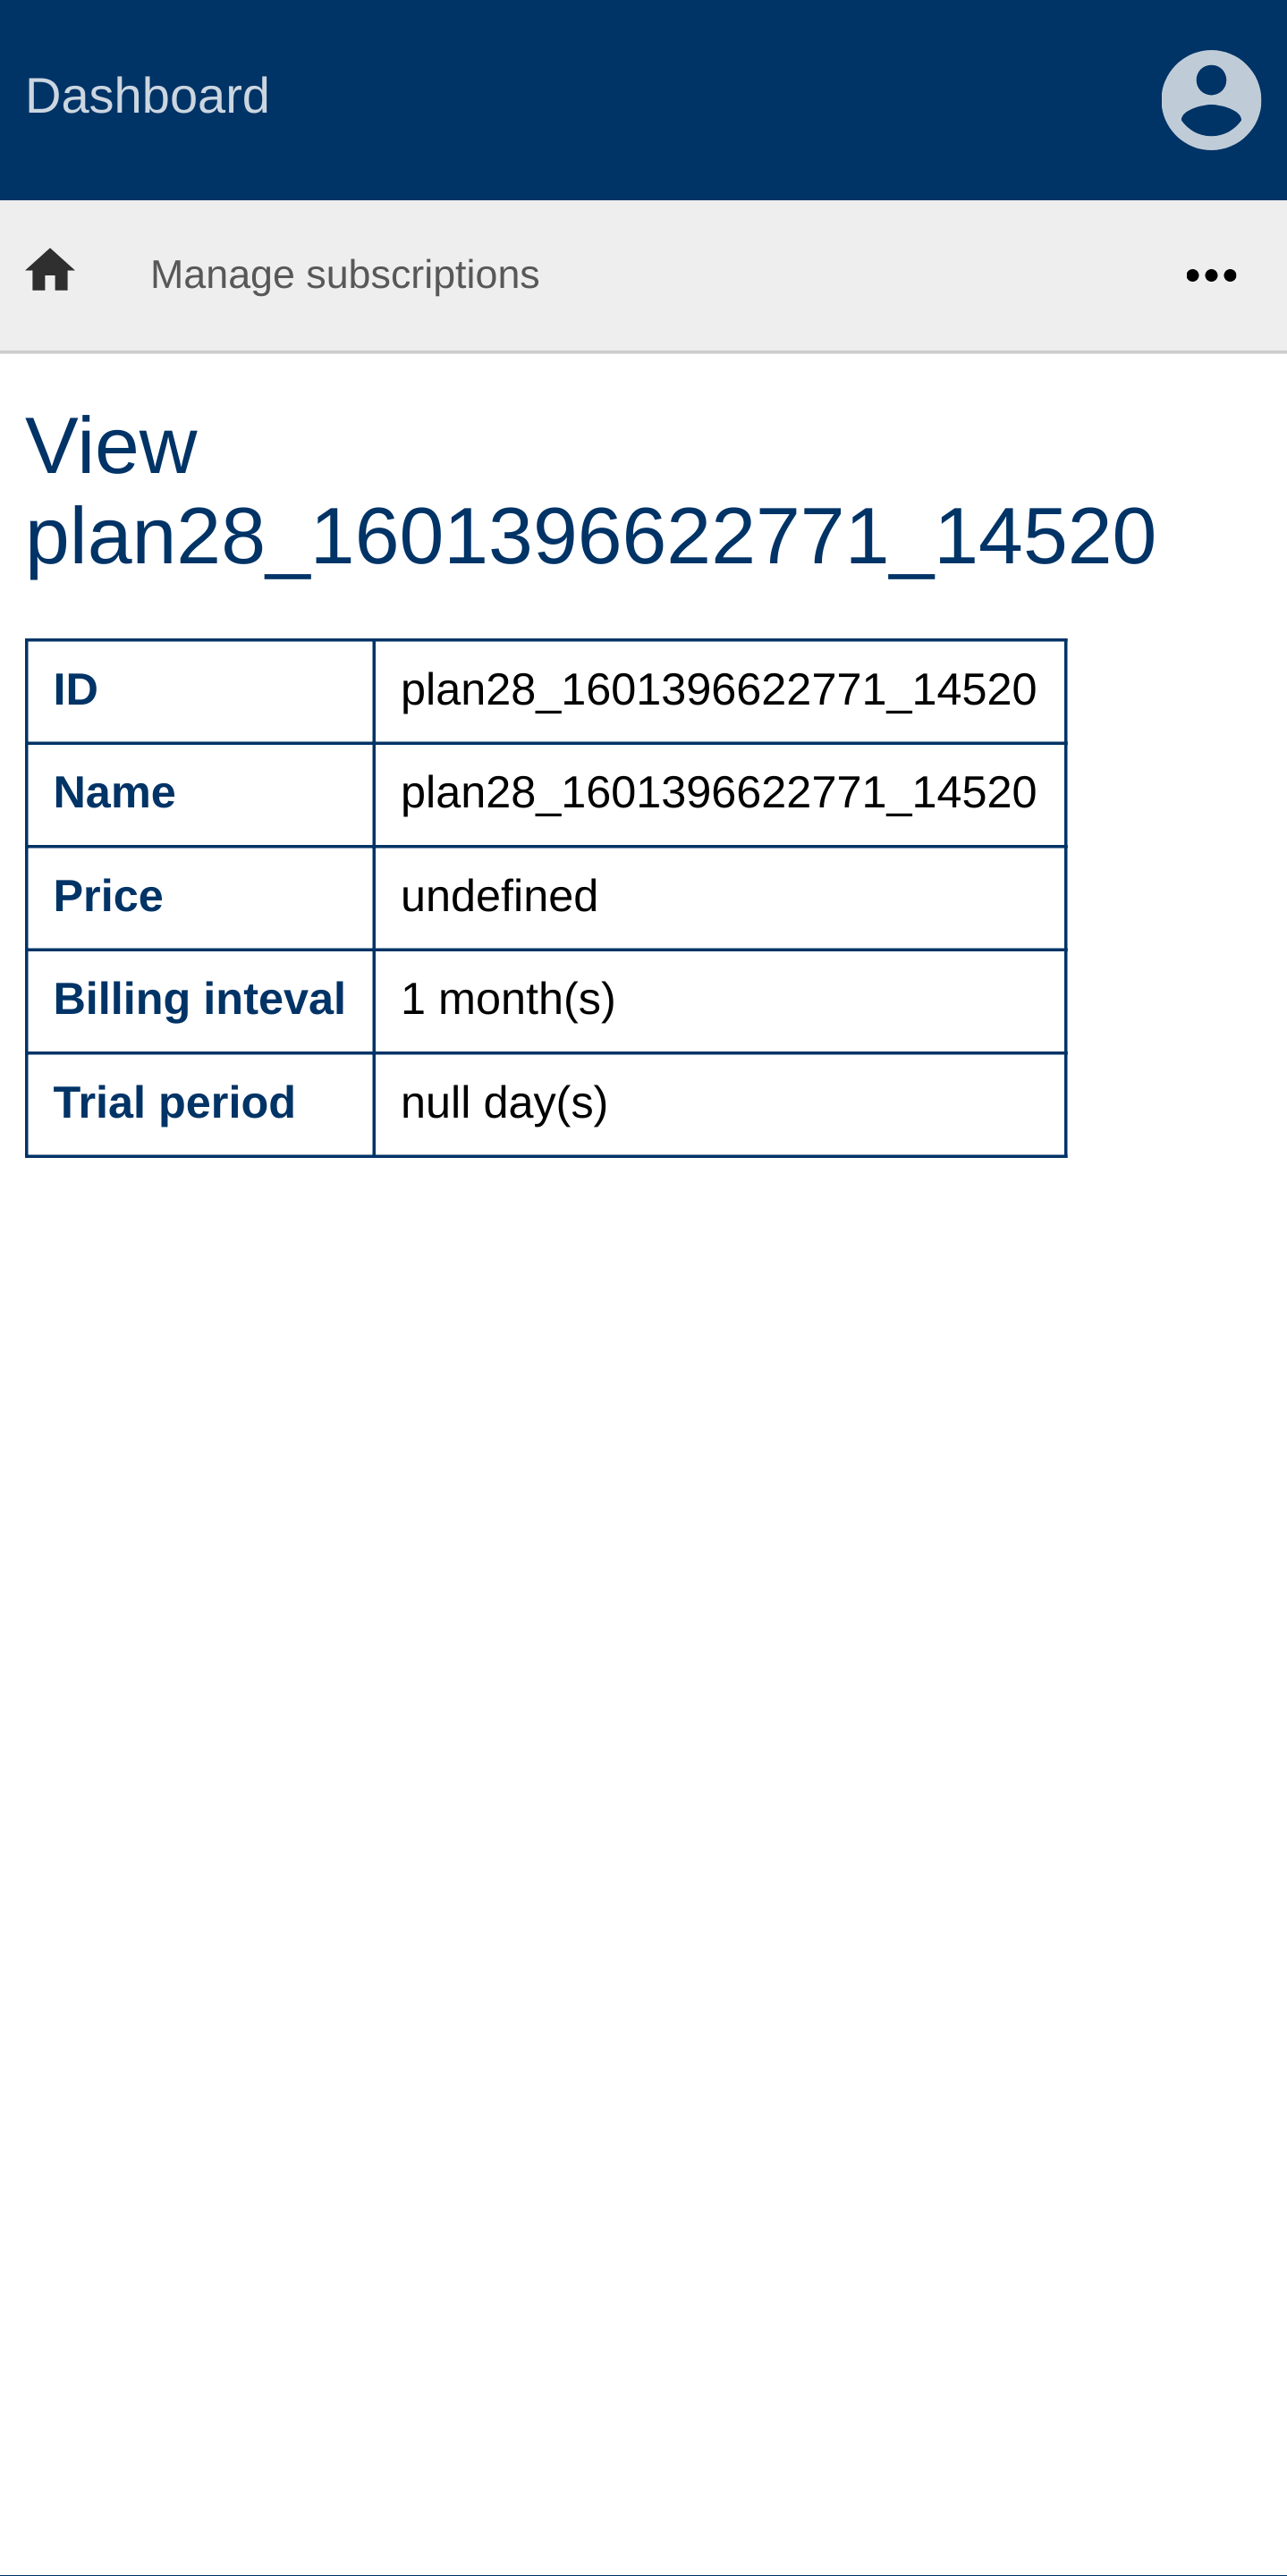 Dashboard
Manage subscriptions
View
plan28_1601396622771_14520
ID plan28_1601396622771_14520
Name plan28_1601396622771_14520
Price undefined
Billing inteval 1 month(s)
Trial period null day(s)